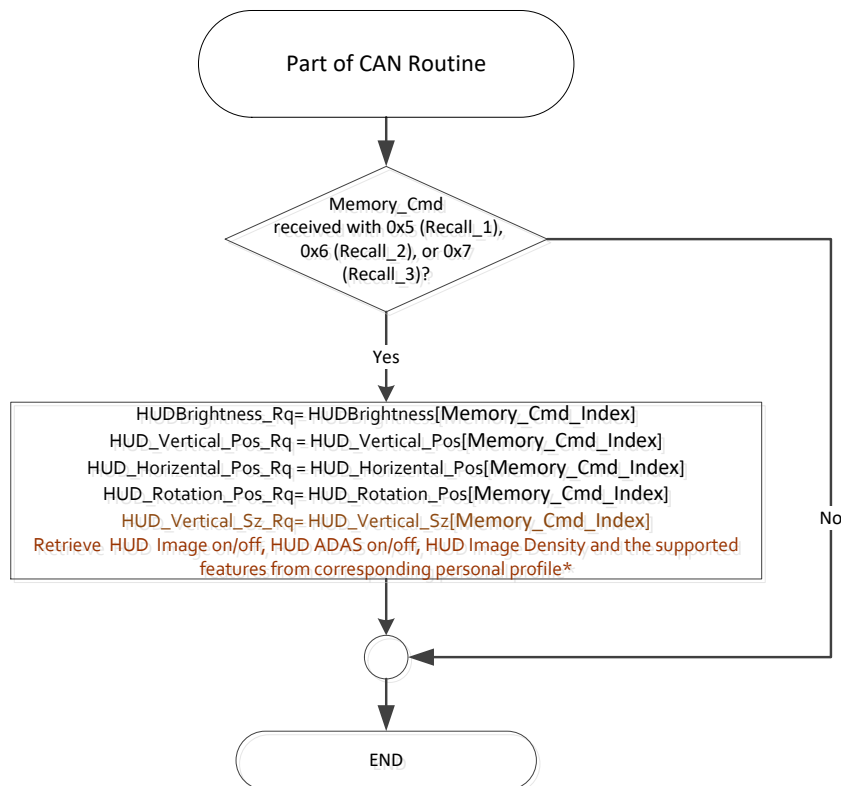 Part of CAN Routine
Memory_Cmd
received with 0x5 (Recall_1),
0x6 (Recall_2), or 0x7
(Recall_3)?
Yes
HUDBrightness_Rq= HUDBrightness[Memory_Cmd_Index]
HUD_Vertical_Pos_Rq = HUD_Vertical_Pos[Memory_Cmd_Index]
HUD_Horizental_Pos_Rq = HUD_Horizental_Pos[Memory_Cmd_Index]
HUD_Rotation_Pos_Rq= HUD_Rotation_Pos[Memory_Cmd_Index]
HUD_Vertical_Sz_Rq= HUD_Vertical_Sz[Memory_Cmd_Index]
No
Retrieve HUD Image on/off, HUD ADAS on/off, HUD Image Density and the supported
features from corresponding personal profile*
END